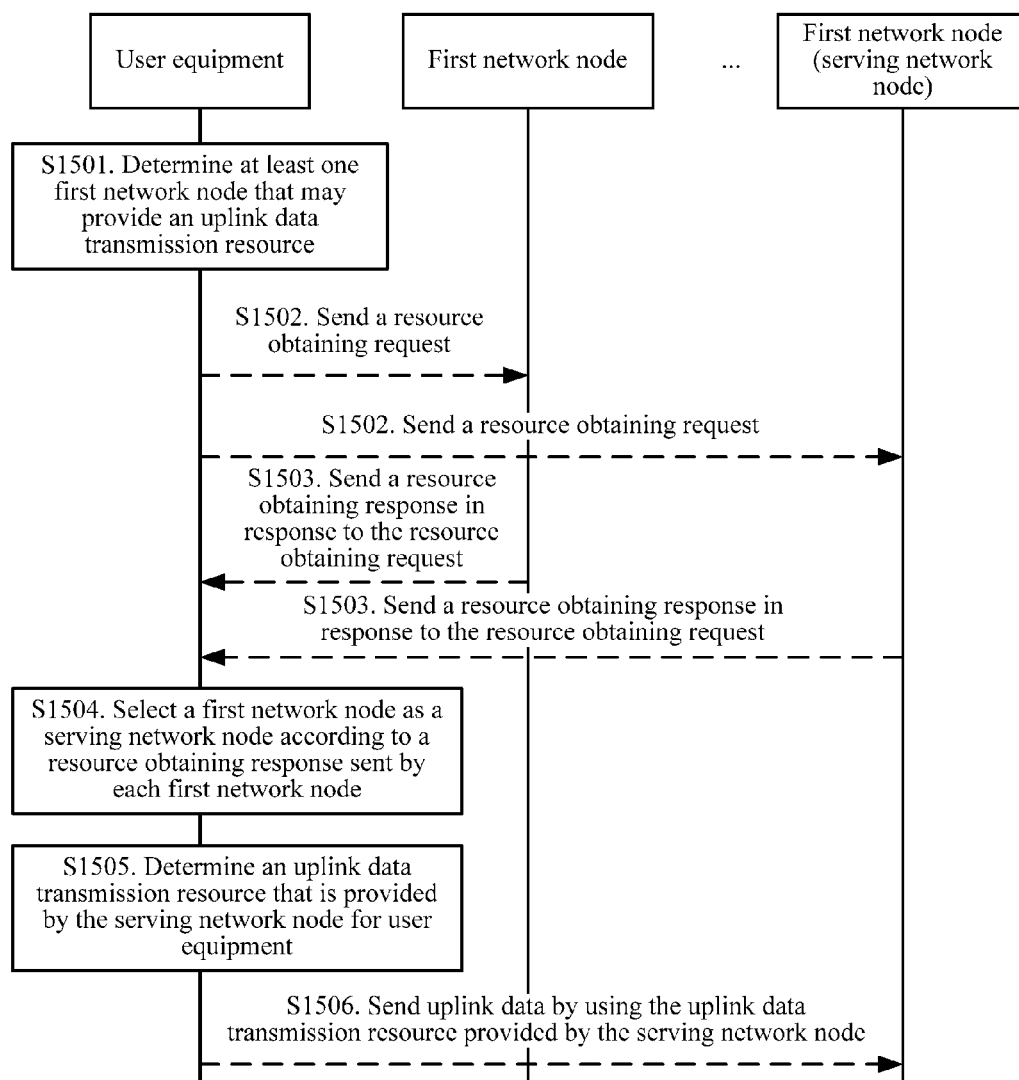 User equipment
First network node
...
First network node
(serving network
node)
S1501. Determine at least one
first network node that may
provide an uplink data
transmission resource
S1502. Send a resource
obtaining request
S1502. Send a resource obtaining request
S1503. Send a resource
obtaining response in
response to the resource
obtaining request
S1503. Send a resource obtaining response in
response to the resource obtaining request
S1504. Select a first network node as a
serving network node according to a
resource obtaining response sent by
each first network node
S1505. Determine an uplink data
transmission resource that is provided
by the serving network node for user
equipment
S1506. Send uplink data by using the uplink data
transmission resource provided by the serving network node